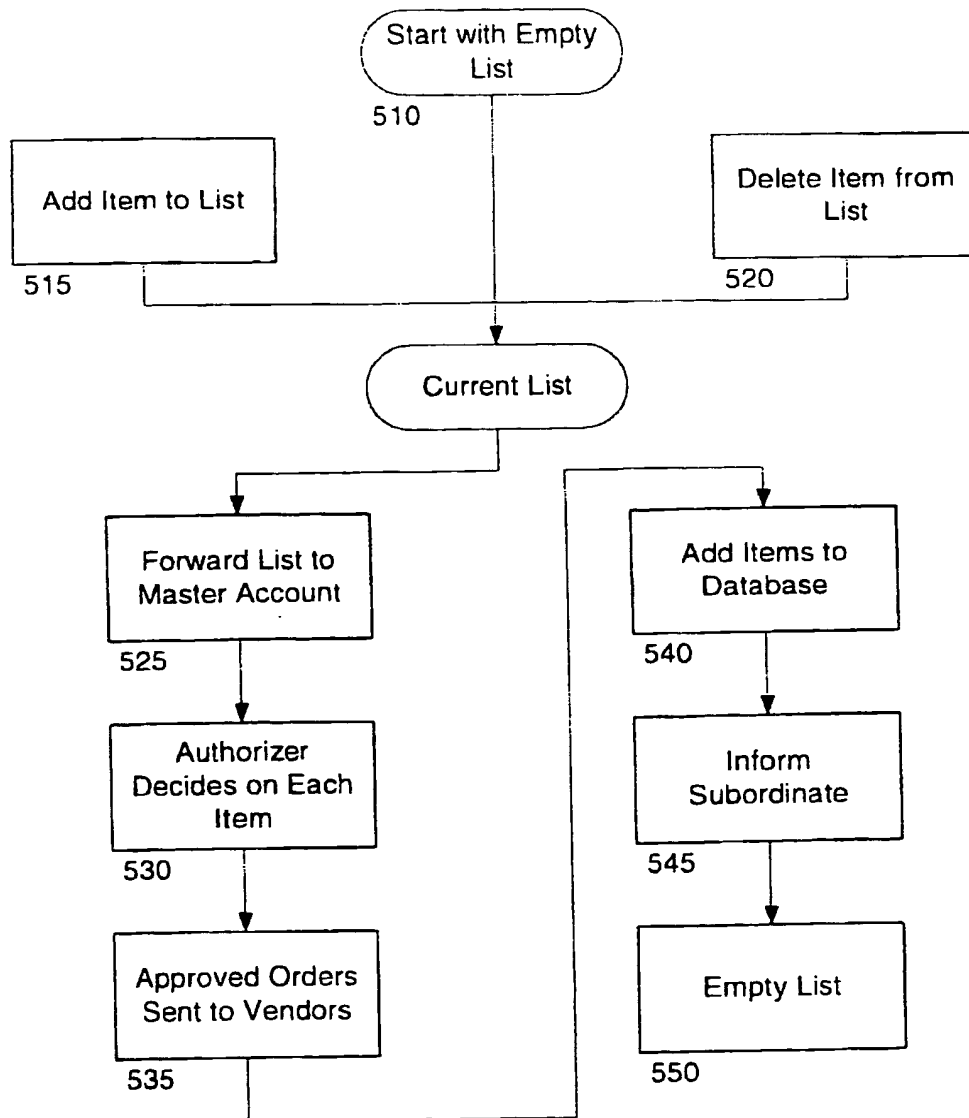 Start with Empty
List
510
Add Item to List
515
Delete Item from
List
520
Current List
Forward List to
Master Account
525
Authorizer
Decides on Each
Item
530
Approved Orders
Sent to Vendors
535
Add Items to
Database
540
Inform
Subordinate
545
Empty List
550